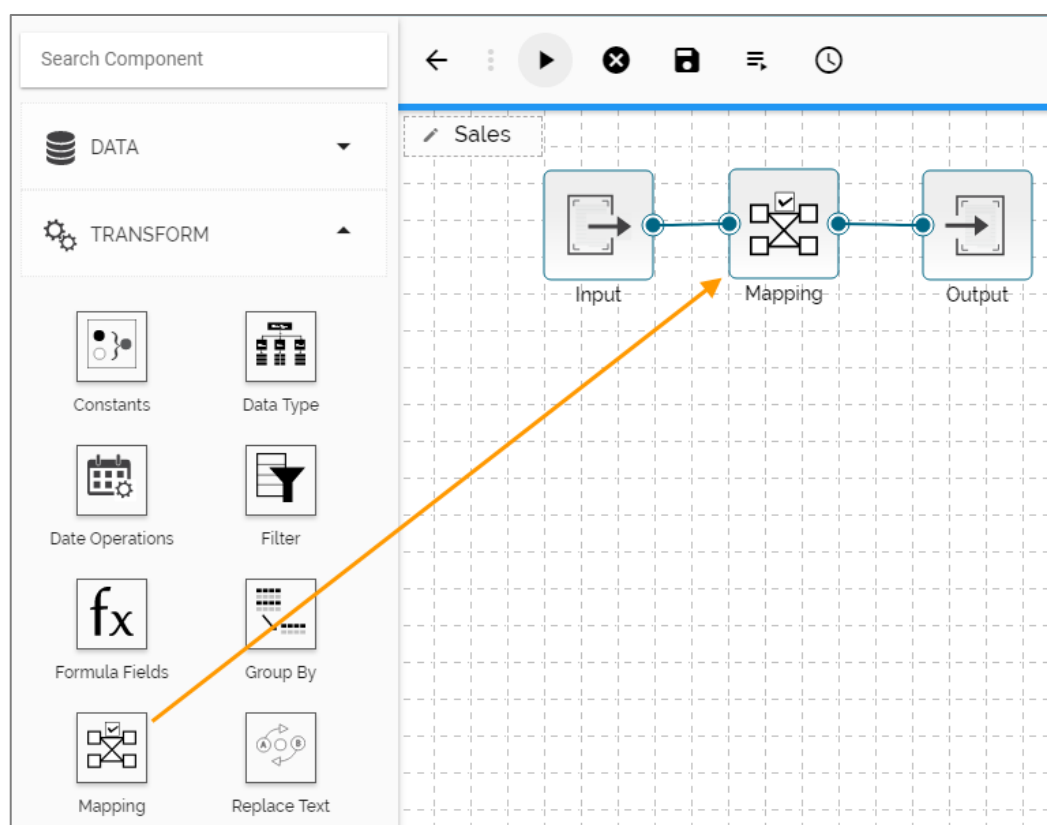 Search Component
DATA
TRANSFORM
Constants
Data Type
Date Operations
Filter
fx
Formula Fields
Group By
Mapping
A B
Replace Text
Sales
Input
Mapping
Output